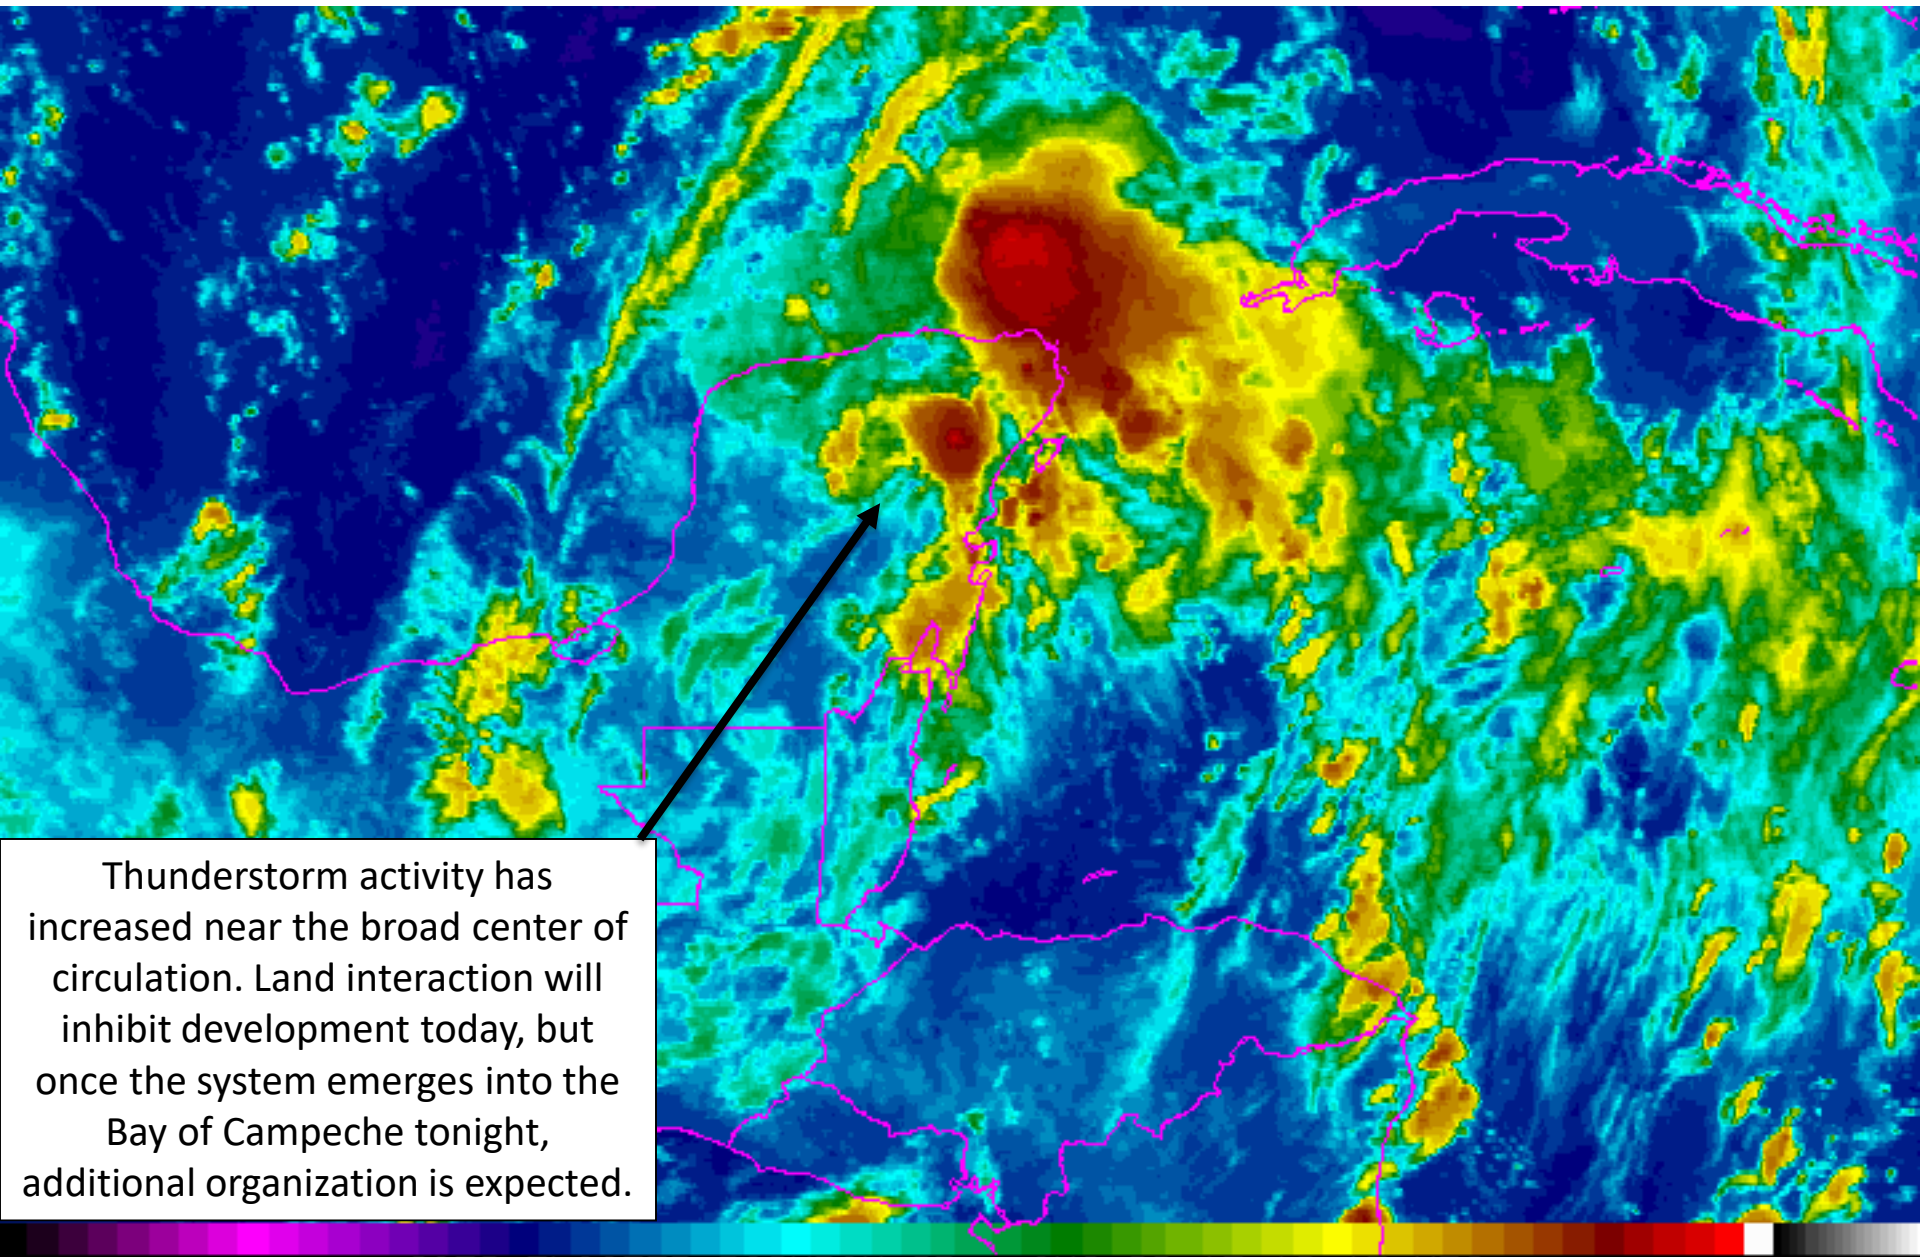 Thunderstorm activity has
increased near the broad center of
circulation. Land interaction will
inhibit development today, but
once the system emerges into the
Bay of Campeche tonight,
additional organization is expected.